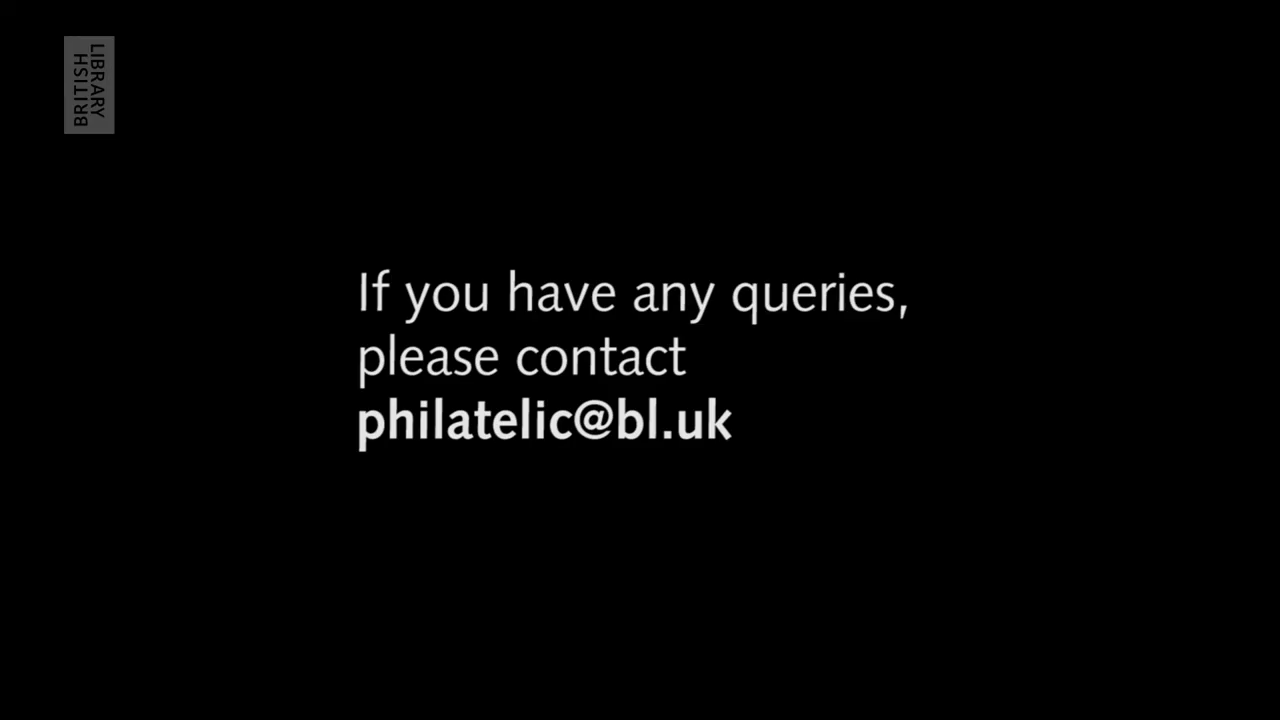 BRITISH
LIBRARY
If you have any queries,
please contact
philatelic@bl.uk